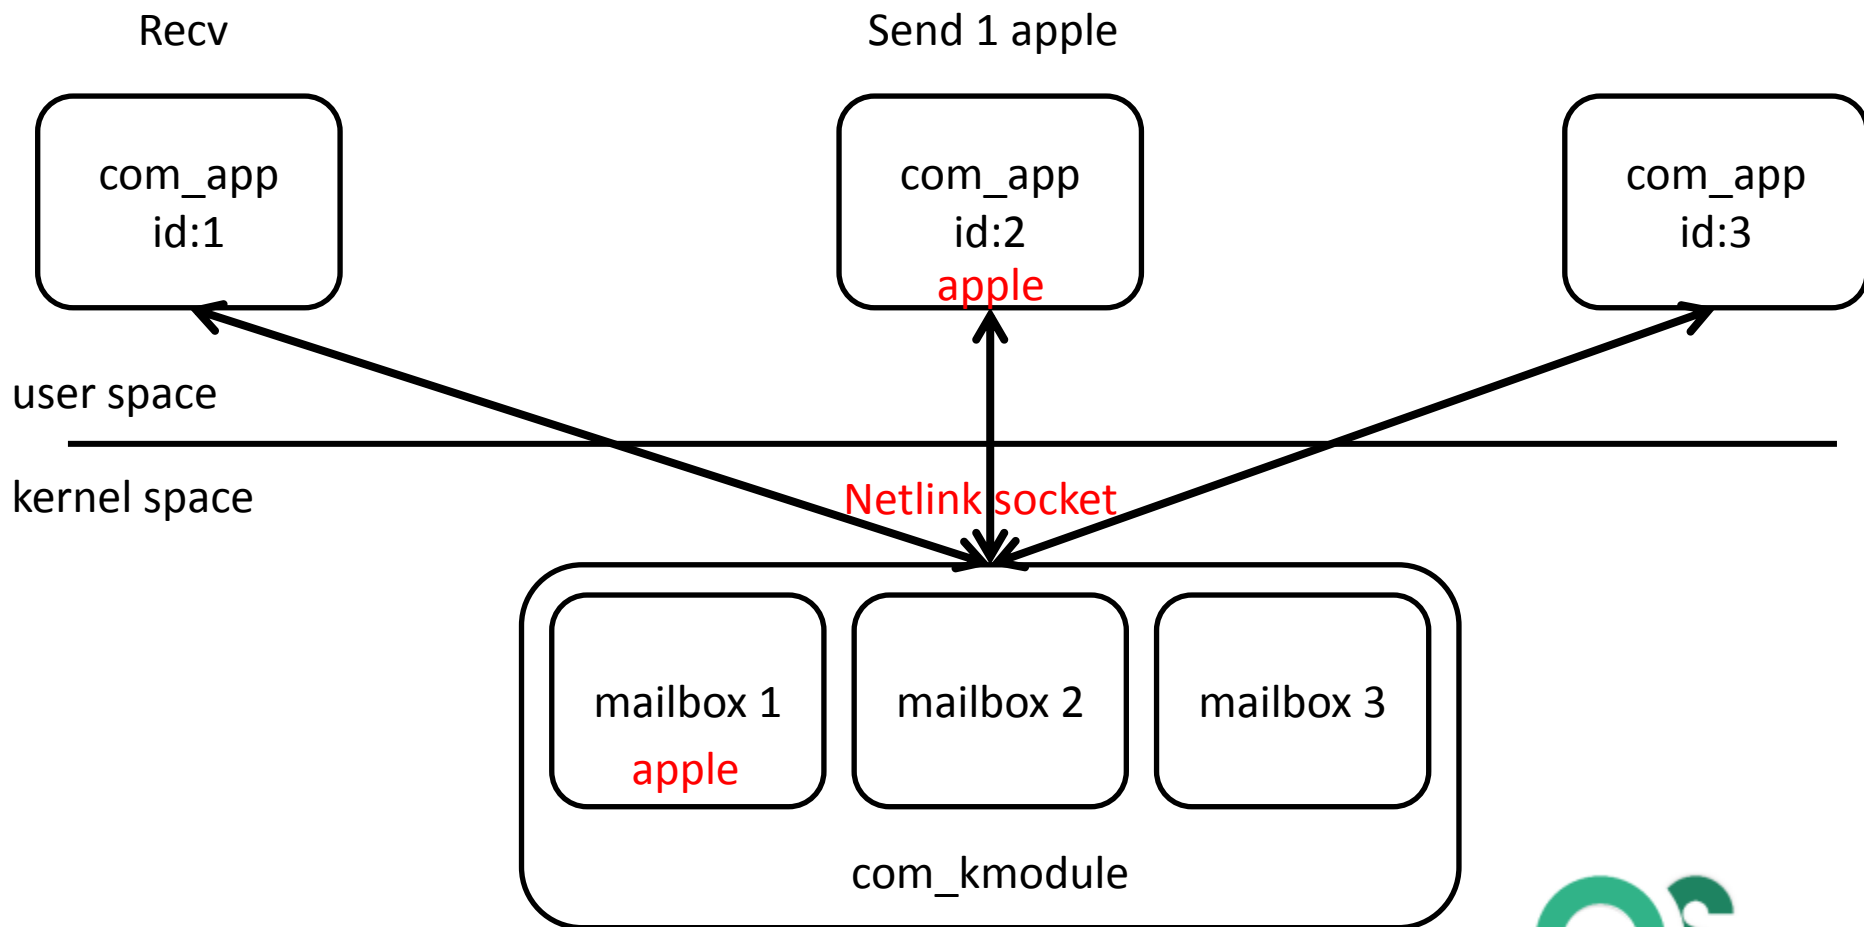 Recv
Send 1 apple
com_app
id:1
com_app
id:2
apple
com_app
id:3
user space
kernel space
Netlink socket
mailbox 1
apple
mailbox 2
mailbox 3
com_kmodule